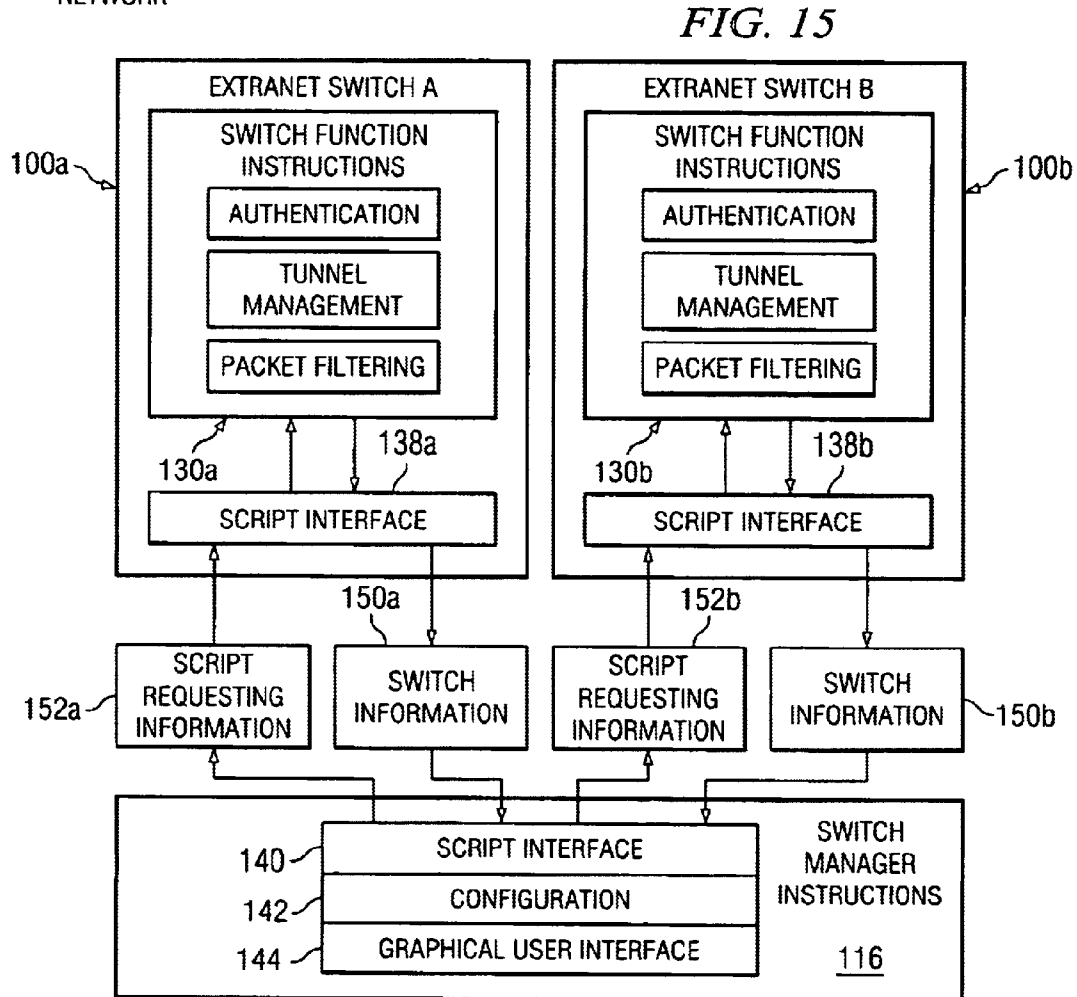 NETWORK
FIG. 15
EXTRANET SWITCH A
SWITCH FUNCTION
INSTRUCTIONS
AUTHENTICATION
TUNNEL
MANAGEMENT
PACKET FILTERING
100a
130a
138a
SCRIPT INTERFACE
EXTRANET SWITCH B
SWITCH FUNCTION
INSTRUCTIONS
AUTHENTICATION
TUNNEL
MANAGEMENT
PACKET FILTERING
100b
130b
138b
SCRIPT INTERFACE
152a
SCRIPT
REQUESTING
INFORMATION
150a
SWITCH
INFORMATION
152b
SCRIPT
REQUESTING
INFORMATION
SWITCH
INFORMATION
150b
140
SCRIPT INTERFACE
142
CONFIGURATION
144
GRAPHICAL USER INTERFACE
SWITCH
MANAGER
INSTRUCTIONS
116